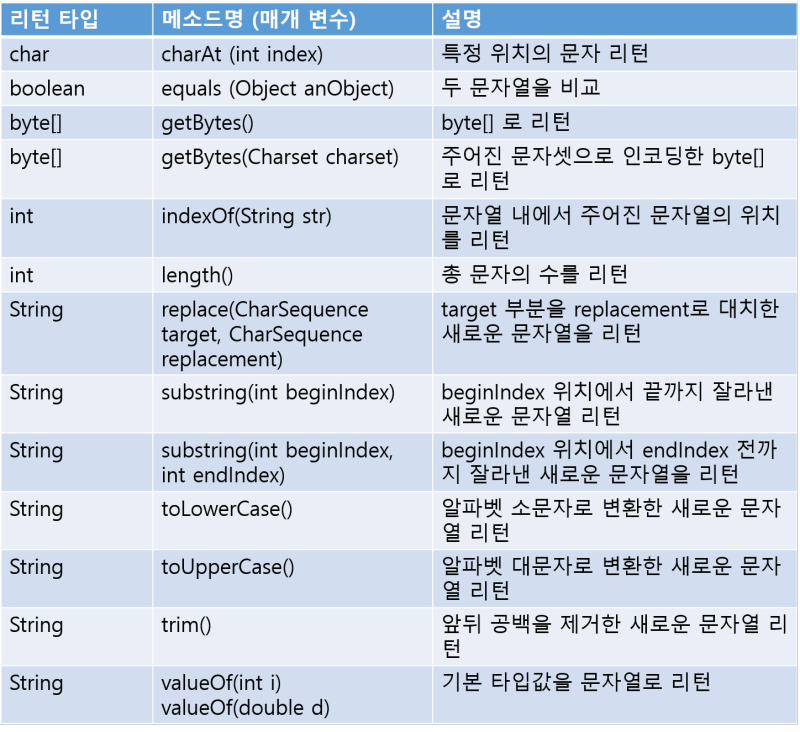 리턴 타입 메소드명 (매개 변수) 설명
char charAt (int index) 특정 위치의 문자 리턴
boolean equals (Object anObject) 두 문자열을 비교
byte[] getBytes() byte[] 로 리턴
byte[] getBytes(Charset charset) 주어진 문자셋으로 인코딩한 byte[]
로 리턴
int indexOf(String str) 문자열 내에서 주어진 문자열의 위치
를 리턴
int length() 총 문자의 수를 리턴
String replace(CharSequence target 부분을 replacement로 대치한
target, CharSequence 새로운 문자열을 리턴
replacement)
String substring(int beginIndex) beginIndex 위치에서 끝까지 잘라낸
새로운 문자열 리턴
String substring(int beginIndex, beginIndex 위치에서 endIndex 전까
int endIndex) 지 잘라낸 새로운 문자열을 리턴
String toLowerCase() 알파벳 소문자로 변환한 새로운 문자
열 리턴
String toUpperCase() 알파벳 대문자로 변환한 새로운 문자
열 리턴
String trim() 앞뒤 공백을 제거한 새로운 문자열 리
턴
String valueOf(int i) 기본 타입값을 문자열로 리턴
valueOf(double d)